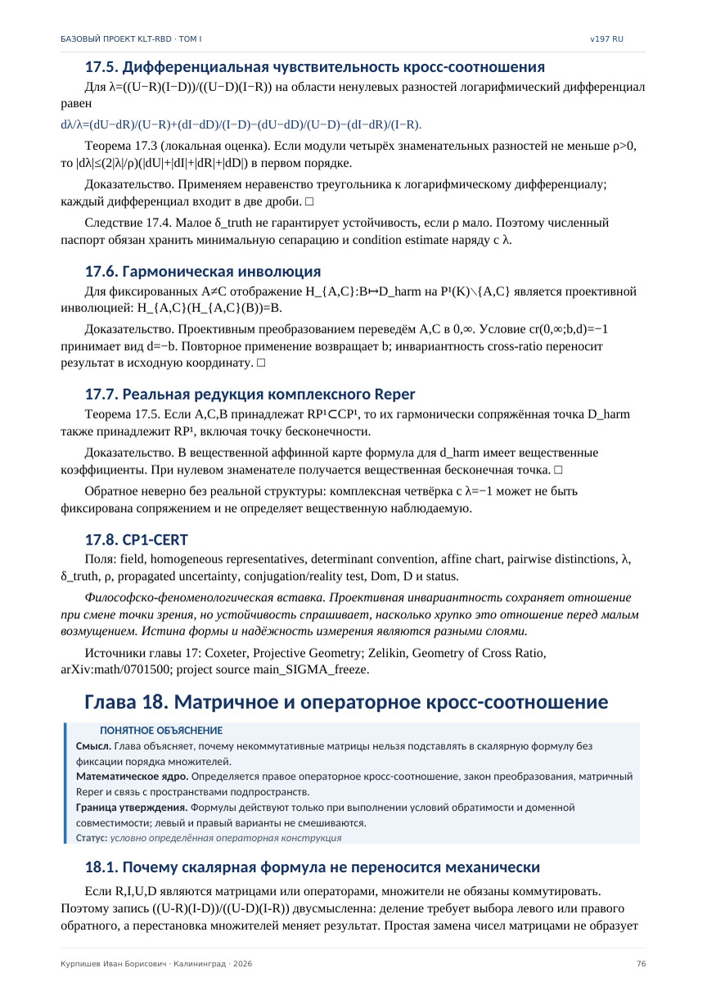 БАЗОВЫЙ ПРОЕКТ KLT-RBD · ТОМ I
v197 RU
17.5. Дифференциальная чувствительность кросс-соотношения
Для λ=((U−R)(I−D))/((U−D)(I−R)) на области ненулевых разностей логарифмический дифференциал
равен
dλ/λ=(dU−dR)/(U−R)+(dI−dD)/(I−D)−(dU−dD)/(U−D)−(dI−dR)/(I−R).
Теорема 17.3 (локальная оценка). Если модули четырёх знаменательных разностей не меньше ρ>0,
то |dλ|≤(2|λ|/ρ)(|dU|+|dI|+|dR|+|dD|) в первом порядке.
Доказательство. Применяем неравенство треугольника к логарифмическому дифференциалу;
каждый дифференциал входит в две дроби. □
Следствие 17.4. Малое δ_truth не гарантирует устойчивость, если ρ мало. Поэтому численный
паспорт обязан хранить минимальную сепарацию и condition estimate наряду с λ.
17.6. Гармоническая инволюция
Для фиксированных A≠C отображение H_{A,C}:B↦D_harm на P¹(K)∖{A,C} является проективной
инволюцией: H_{A,C}(H_{A,C}(B))=B.
Доказательство. Проективным преобразованием переведём A,C в 0,∞. Условие cr(0,∞;b,d)=−1
принимает вид d=−b. Повторное применение возвращает b; инвариантность cross-ratio переносит
результат в исходную координату. □
17.7. Реальная редукция комплексного Reper
Теорема 17.5. Если A,C,B принадлежат RP¹⊂CP¹, то их гармонически сопряжённая точка D_harm
также принадлежит RP¹, включая точку бесконечности.
Доказательство. В вещественной аффинной карте формула для d_harm имеет вещественные
коэффициенты. При нулевом знаменателе получается вещественная бесконечная точка. □
Обратное неверно без реальной структуры: комплексная четвёрка с λ=−1 может не быть
фиксирована сопряжением и не определяет вещественную наблюдаемую.
17.8. CP1-CERT
Поля: field, homogeneous representatives, determinant convention, affine chart, pairwise distinctions, λ,
δ_truth, ρ, propagated uncertainty, conjugation/reality test, Dom, D и status.
Философско-феноменологическая вставка. Проективная инвариантность сохраняет отношение
при смене точки зрения, но устойчивость спрашивает, насколько хрупко это отношение перед малым
возмущением. Истина формы и надёжность измерения являются разными слоями.
Источники главы 17: Coxeter, Projective Geometry; Zelikin, Geometry of Cross Ratio,
arXiv:math/0701500; project source main_SIGMA_freeze.
Глава 18. Матричное и операторное кросс-соотношение
ПОНЯТНОЕ ОБЪЯСНЕНИЕ
Смысл. Глава объясняет, почему некоммутативные матрицы нельзя подставлять в скалярную формулу без
фиксации порядка множителей.
Математическое ядро. Определяется правое операторное кросс-соотношение, закон преобразования, матричный
Reper и связь с пространствами подпространств.
Граница утверждения. Формулы действуют только при выполнении условий обратимости и доменной
совместимости; левый и правый варианты не смешиваются.
Статус: условно определённая операторная конструкция
18.1. Почему скалярная формула не переносится механически
Если R,I,U,D являются матрицами или операторами, множители не обязаны коммутировать.
Поэтому запись ((U-R)(I-D))/((U-D)(I-R)) двусмысленна: деление требует выбора левого или правого
обратного, а перестановка множителей меняет результат. Простая замена чисел матрицами не образует
Курпишев Иван Борисович · Калининград · 2026
76